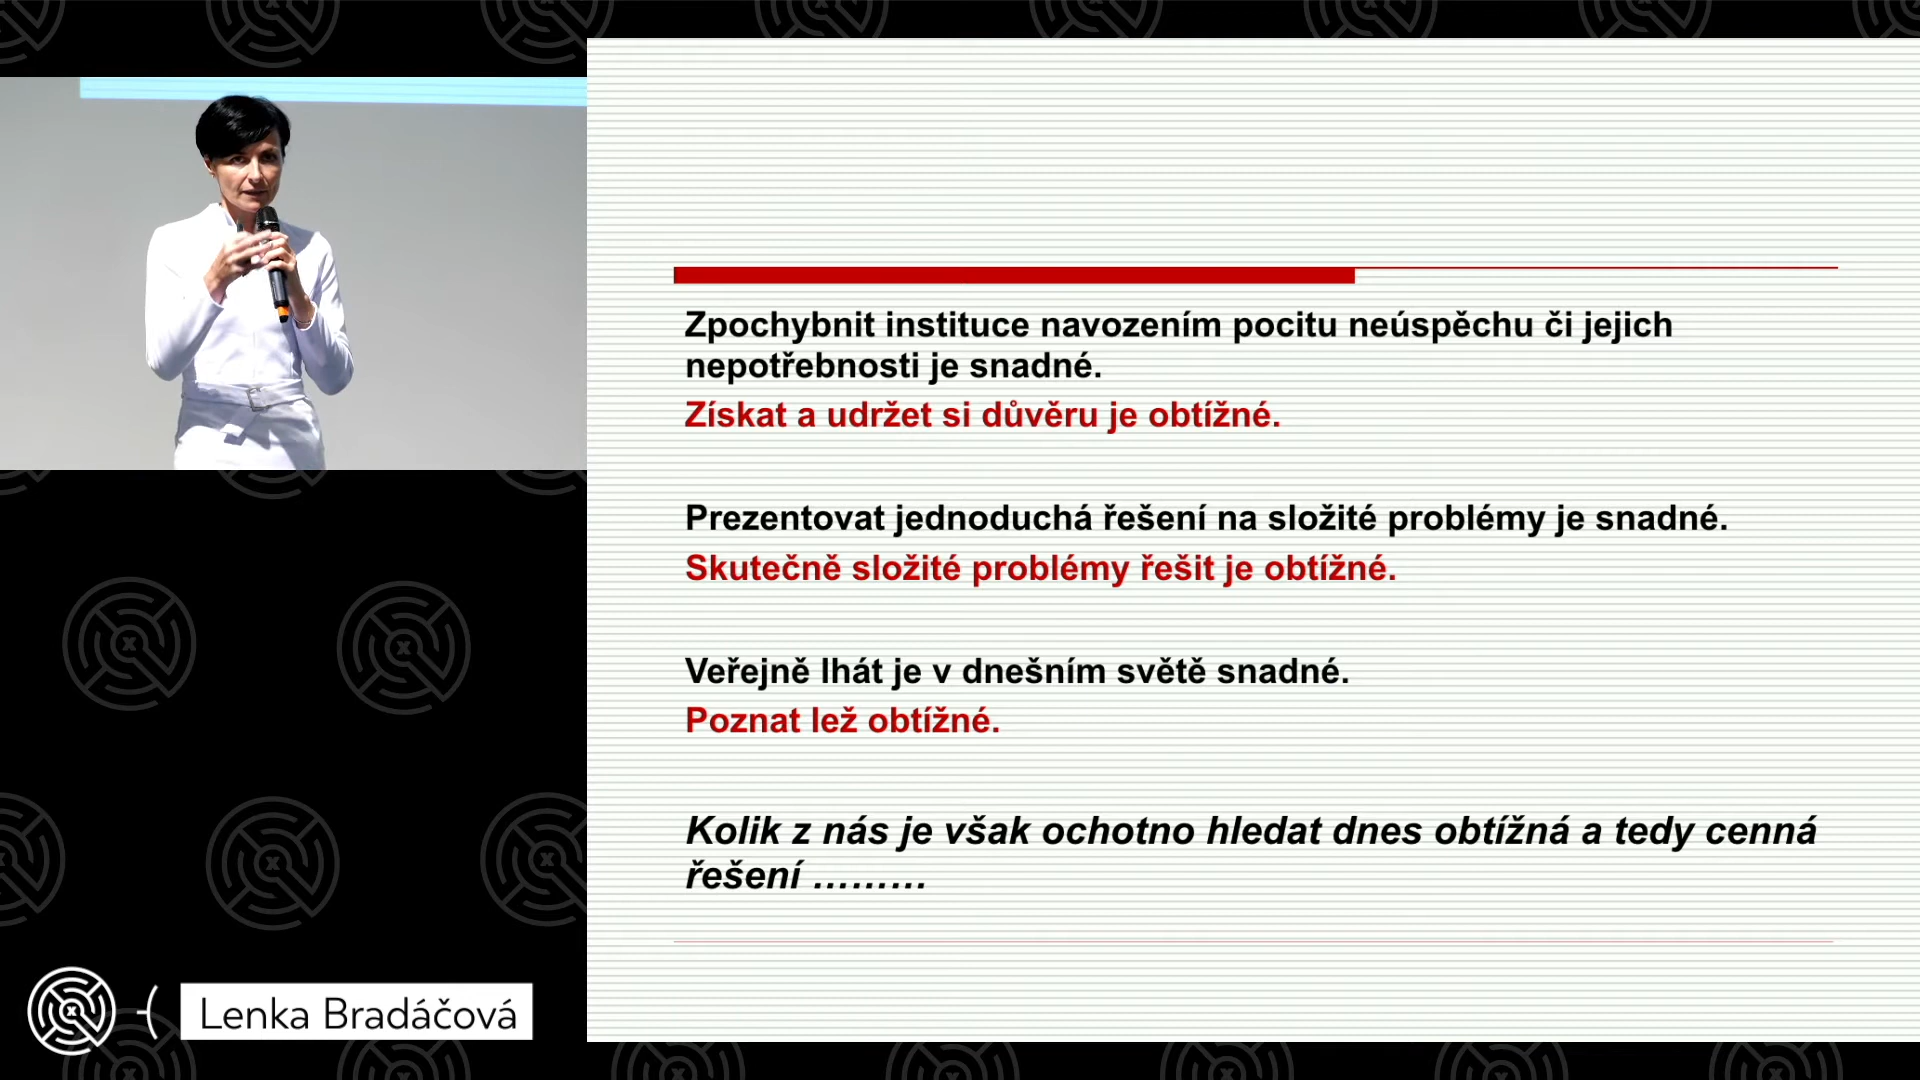 Zpochybnit instituce navozením pocitu neúspěchu či jejich
nepotřebnosti je snadné.
Získat a udržet si důvěru je obtížné.
Prezentovat jednoduchá řešení na složité problémy je snadné.
Skutečně složité problémy řešit je obtížné.
Veřejně lhát je v dnešním světě snadné.
Poznat lež obtížné.
Kolik z nás je však ochotno hledat dnes obtížná a tedy cenná
řešení ………
Lenka Bradáčová